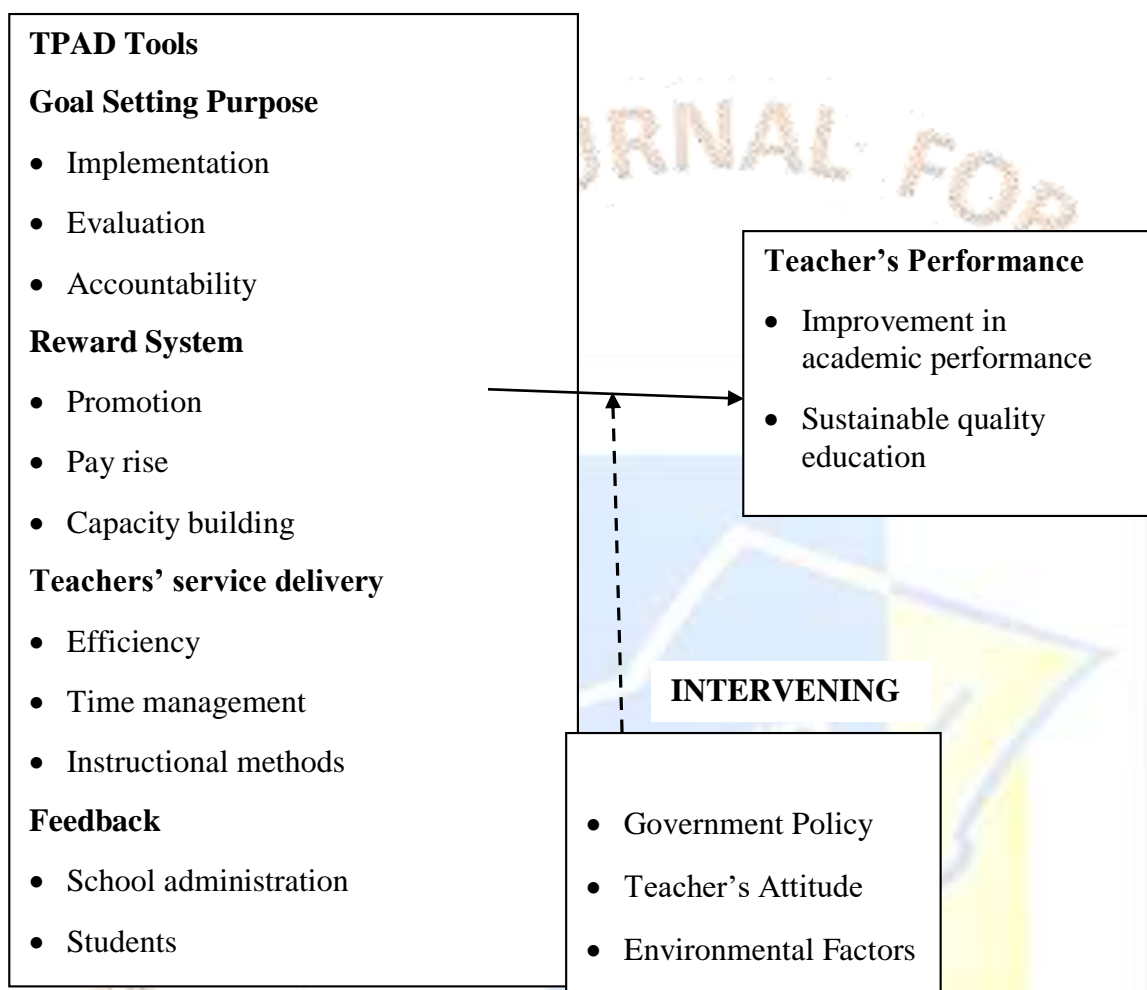 TPAD Tools
Goal Setting Purpose
• Implementation
• Evaluation
• Accountability
Reward System
• Promotion
• Pay rise
• Capacity building
Teachers’ service delivery
• Efficiency
• Time management
• Instructional methods
Feedback
• School administration
• Students
FOR
Teacher’s Performance
• Improvement in
academic performance
• Sustainable quality
education
INTERVENING
• Government Policy
• Teacher’s Attitude
• Environmental Factors